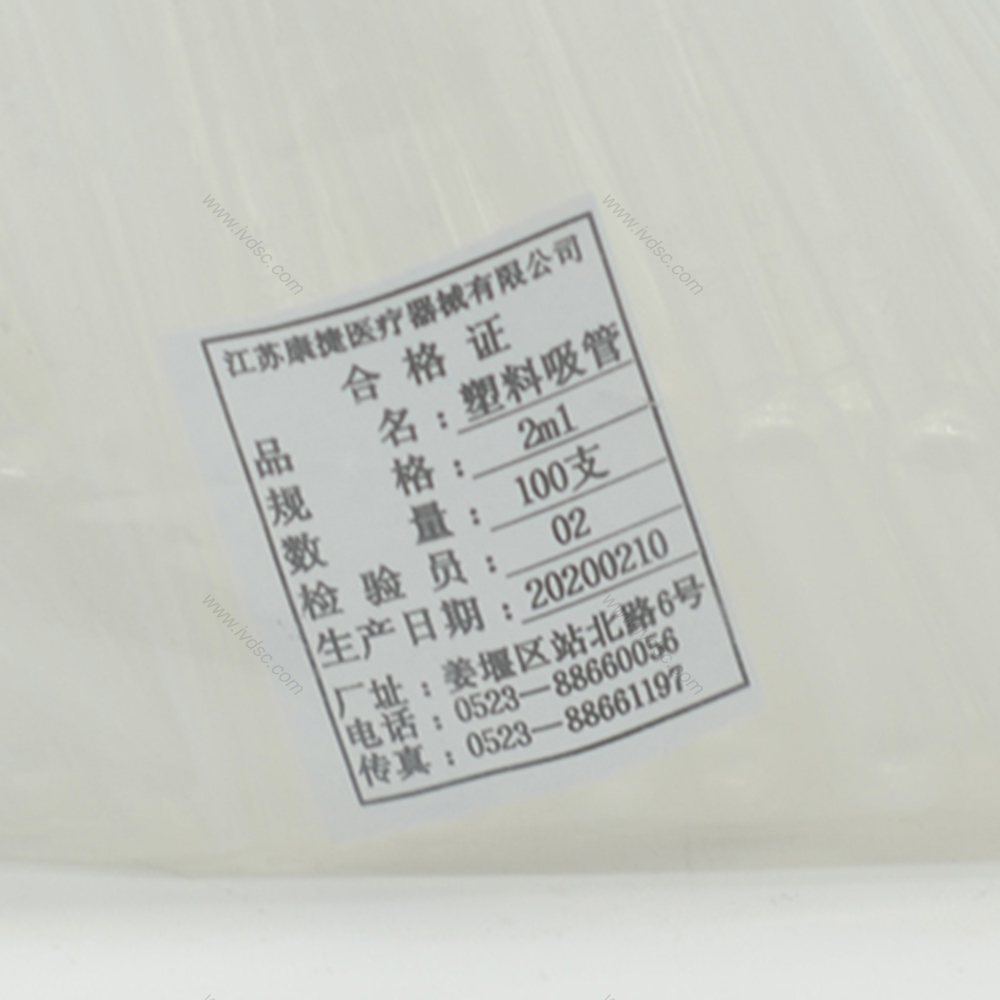 江苏康捷医疗器械有限公司
合格证
品名：塑料吸管
规格：2ml
数量：100支
检验员：02
生产日期：20200210
厂址：姜堰区站北路6号
电话：0523—88660056
传真：0523—88661197
www.ivdsc.com
www.ivdsc.com
www.ivdsc.com
www.ivdsc.com